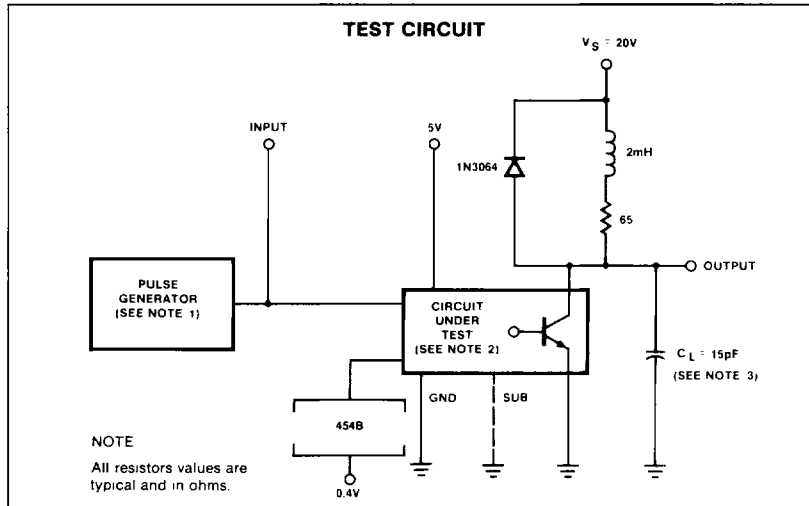 TEST CIRCUIT
V S = 20V
INPUT
5V
1N3064
2mH
65
OUTPUT
PULSE
GENERATOR
(SEE NOTE 1)
CIRCUIT
UNDER
TEST
(SEE NOTE 2)
C L = 15pF
(SEE NOTE 3)
GND
SUB
454B
0.4V
NOTE
All resistors values are
typical and in ohms.